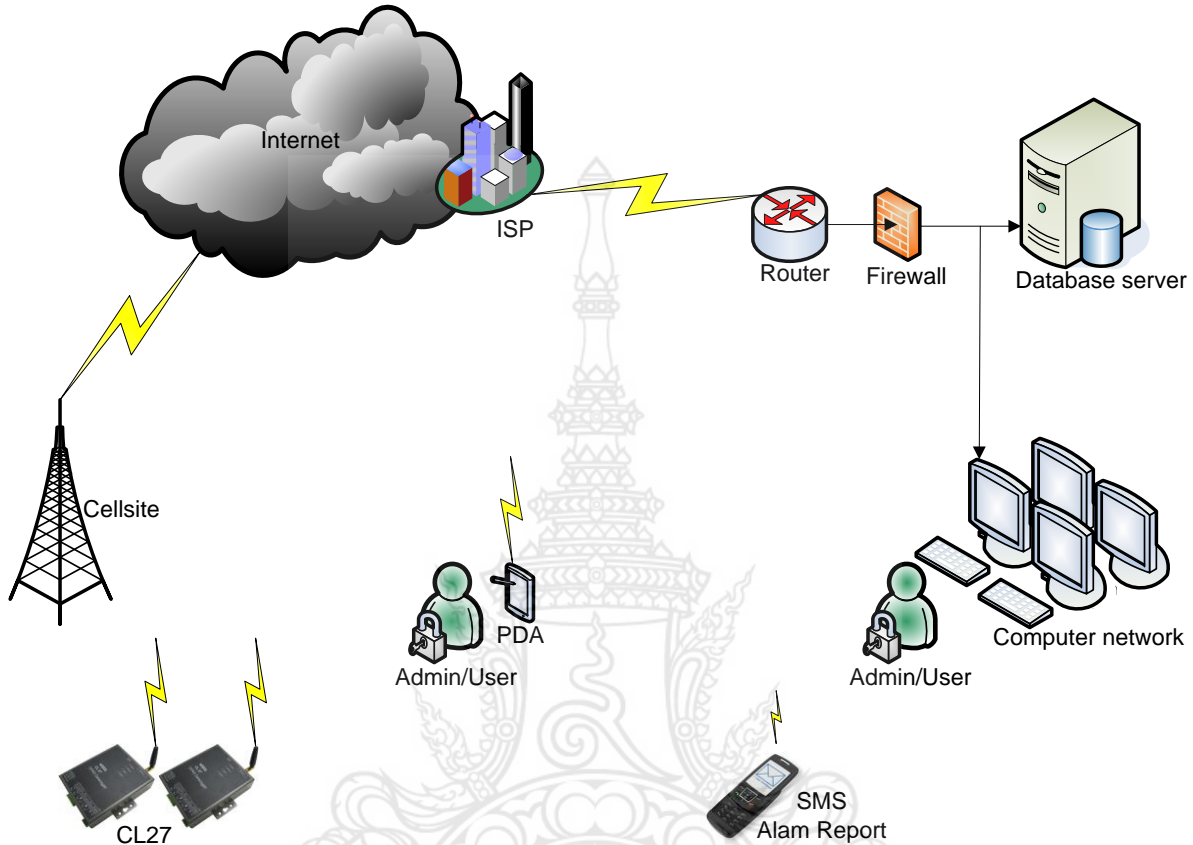 Internet
ISP
Router
Firewall
Database server
Cellsite
PDA
Admin/User
Admin/User
Computer network
CL27
SMS
Alam Report